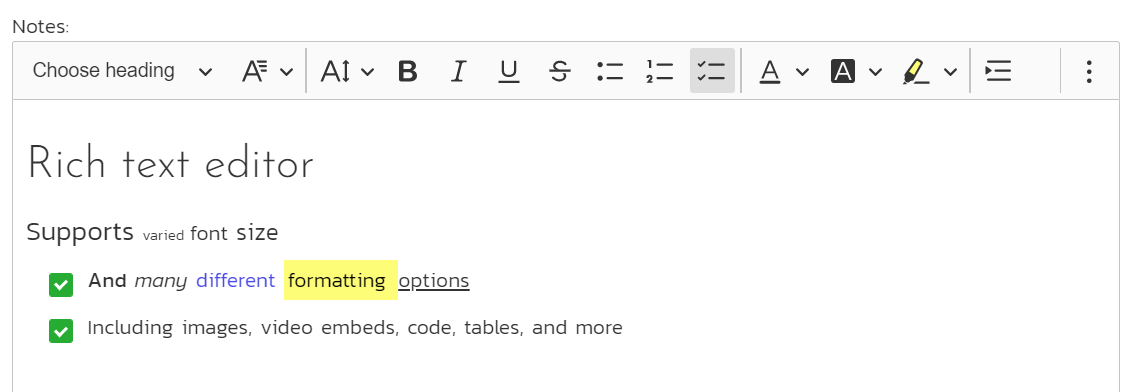 Notes:
Choose heading
Rich text editor
Supports varied font size
And many different formatting options
Including images, video embeds, code, tables, and more